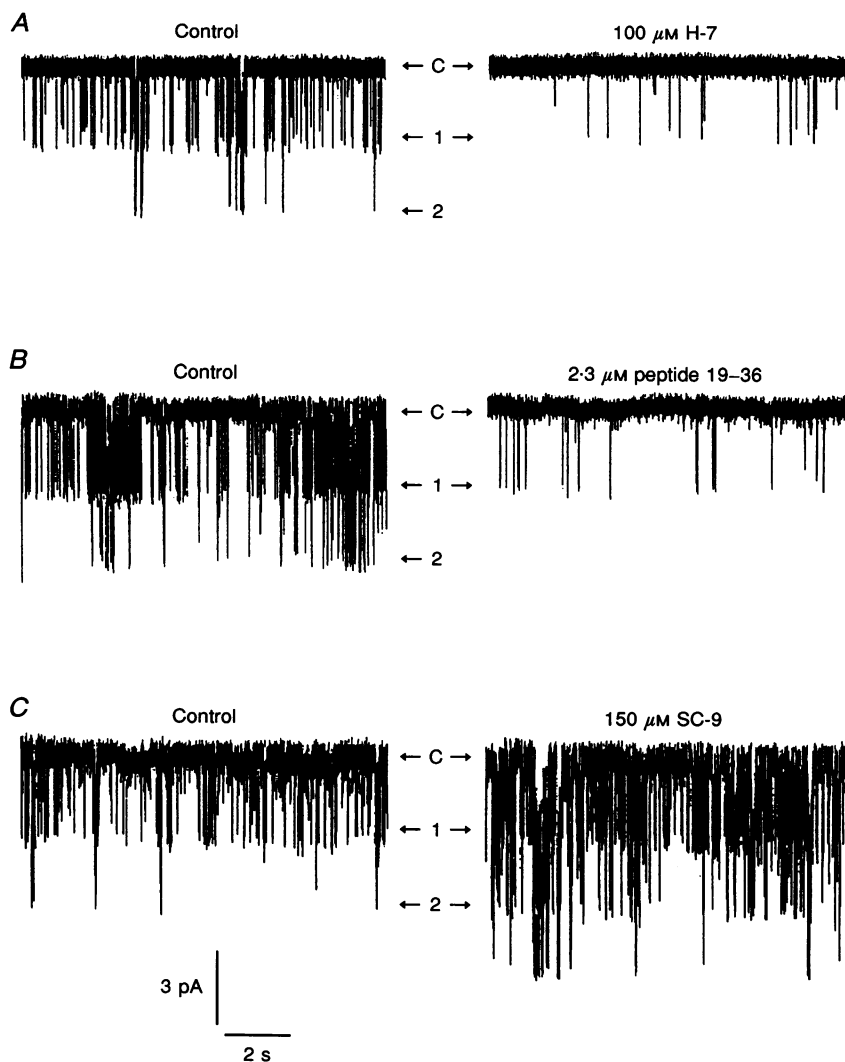 A
Control
100 μM H-7
← C →
← 1 →
← 2
B
Control
2·3 μM peptide 19–36
← C →
← 1 →
← 2
C
Control
150 μM SC-9
← C →
← 1 →
← 2 →
3 pA
2 s